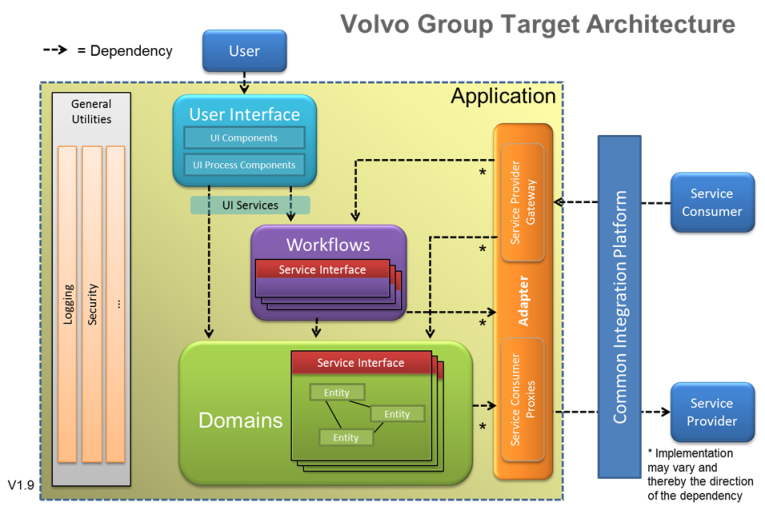 Volvo Group Target Architecture
= Dependency
User
Application
General
Utilities
Logging
Security
...
User Interface
UI Components
UI Process Components
UI Services
Workflows
Service Interface
Domains
Service Interface
Entity
Entity
Entity
*
*
*
*
Service Provider
Gateway
Adapter
Service Consumer
Proxies
Common Integration Platform
Service
Consumer
Service
Provider
* Implementation
may vary and
thereby the direction
of the dependency
V1.9